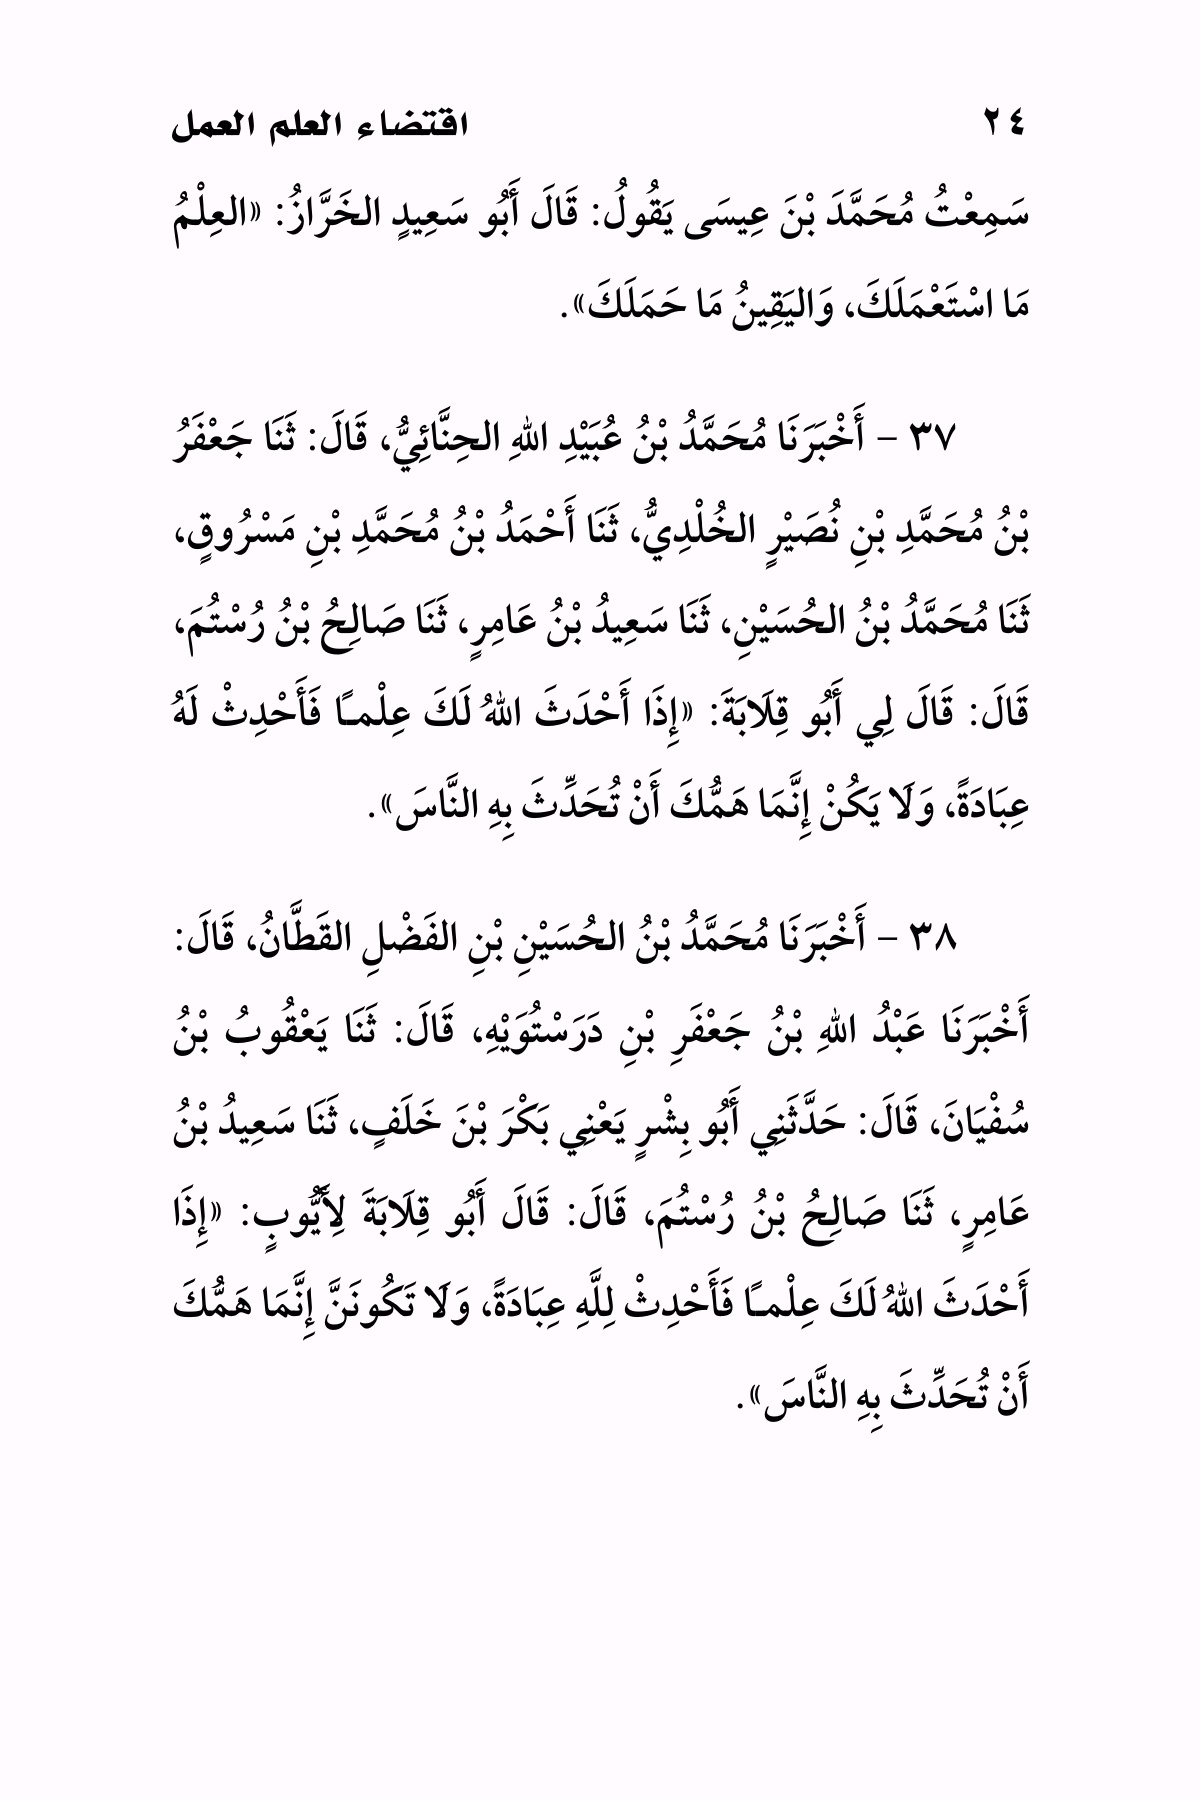 ٢٤ اقتضاء العلم العمل
سَمِعْتُ مُحَمَّدَ بْنَ عِيسَى يَقُولُ: قَالَ أَبُو سَعِيدٍ الخَرَّازُ: «العِلْمُ
مَا اسْتَعْمَلَكَ، وَاليَقِينُ مَا حَمَلَكَ».
٣٧ – أَخْبَرَنَا مُحَمَّدُ بْنُ عُبَيْدِ اللهِ الحِنَّائِيُّ، قَالَ: ثَنَا جَعْفَرُ
بْنُ مُحَمَّدِ بْنِ نُصَيْرٍ الخُلْدِيُّ، ثَنَا أَحْمَدُ بْنُ مُحَمَّدِ بْنِ مَسْرُوقٍ،
ثَنَا مُحَمَّدُ بْنُ الحُسَيْنِ، ثَنَا سَعِيدُ بْنُ عَامِرٍ، ثَنَا صَالِحُ بْنُ رُسْتُمَ،
قَالَ: قَالَ لِي أَبُو قِلَابَةَ: «إِذَا أَحْدَثَ اللهُ لَكَ عِلْمـًا فَأَحْدِثْ لَهُ
عِبَادَةً، وَلَا يَكُنْ إِنَّمَا هَمُّكَ أَنْ تُحَدِّثَ بِهِ النَّاسَ».
٣٨ – أَخْبَرَنَا مُحَمَّدُ بْنُ الحُسَيْنِ بْنِ الفَضْلِ القَطَّانُ، قَالَ:
أَخْبَرَنَا عَبْدُ اللهِ بْنُ جَعْفَرِ بْنِ دَرَسْتُوَيْهِ، قَالَ: ثَنَا يَعْقُوبُ بْنُ
سُفْيَانَ، قَالَ: حَدَّثَنِي أَبُو بِشْرٍ يَعْنِي بَكْرَ بْنَ خَلَفٍ، ثَنَا سَعِيدُ بْنُ
عَامِرٍ، ثَنَا صَالِحُ بْنُ رُسْتُمَ، قَالَ: قَالَ أَبُو قِلَابَةَ لِأَيُّوبٍ: «إِذَا
أَحْدَثَ اللهُ لَكَ عِلْمـًا فَأَحْدِثْ لِلَّهِ عِبَادَةً، وَلَا تَكُونَنَّ إِنَّمَا هَمُّكَ
أَنْ تُحَدِّثَ بِهِ النَّاسَ».